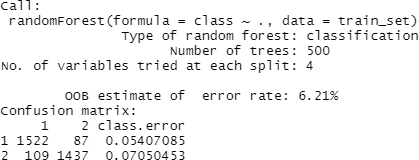 Call:
randomForest(formula = class ~ ., data = train_set)
Type of random forest: classification
Number of trees: 500
No. of variables tried at each split: 4
OOB estimate of error rate: 6.21%
Confusion matrix:
1 2 class.error
1 1522 87 0.05407085
2 109 1437 0.07050453